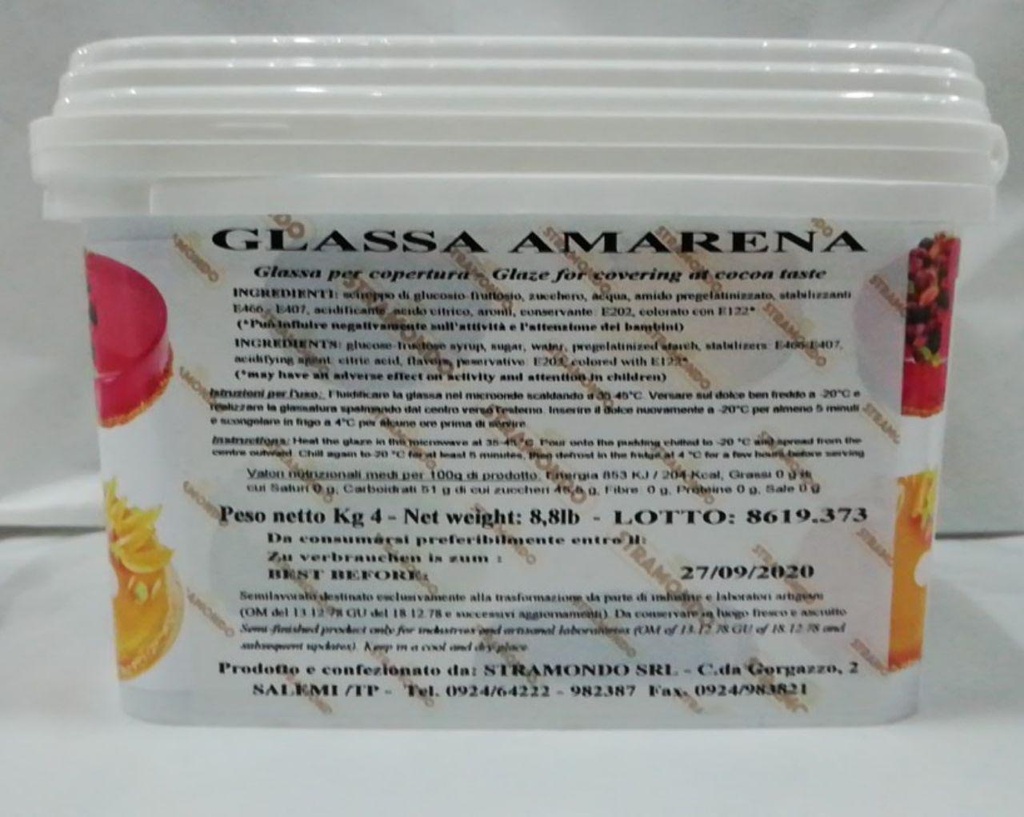 GLASSA AMARENA
Glassa per copertura - Glaze for covering at cocoa taste
INGREDIENTI: sciroppo di glucosio-fruttosio, zucchero, acqua, amido pregelatinizzato, stabilizzanti
E466 - E407, acidificante, acido citrico, aromi, conservante: E202, colorato con E122*
(*Può influire negativamente sull'attività e l'attenzione dei bambini)
INGREDIENTS: glucose-fructose syrup, sugar, water, pregelatinized starch, stabilizers: E466-E407,
acidifying agent, citric acid, flavors, peservative: E202, colored with E122*
(*may have an adverse effect on activity and attention in children)
Istruzioni per l'uso: Fluidificare la glassa nel microonde scaldando a 35-45°C. Versare sul dolce ben freddo a -20°C e
realizzare la glassatura spalmando dal centro verso l'esterno. Inserire il dolce nuovamente a -20°C per almeno 5 minuti
e scongelare in frigo a 4°C per alcune ore prima di servire
Instructions: Heat the glaze in the microwave at 35-45°C. Pour onto the pudding chilled to -20 °C and spread from the
centre outward. Chill again to-20 °C for at least 5 minutes, then defrost in the fridge at 4 °C for a few hours before serving
Valori nutrizionali medi per 100g di prodotto, Energia 853 KJ / 204 Kcal, Grassi 0 g di
cui Saturi 0 g, Carboidrati 51 g di cui zuccheri g, Fibre 0 g, Proteine 0 g, Sale 0 g
Peso netto Kg 4 - Net weight: 8,8lb - LOTTO: 8619.373
Da consumarsi preferibilmente entro il:
Zu verbrauchen is zum :
BEST BEFORE: 27/09/2020
Semilavorato destinato esclusivamente alla trasformazione da parte di industrie e laboratori artigiani
(OM del 13.12.78 GU del 18.12.78 e successivi aggiornamenti). Da conservare in luogo fresco e asciutto
Semi-finished product only for industries and artisanal laboratories (OM of 13.12.78 GU of 18.12.78 and
subsequent updates). Keep in a cool and dry place
Prodotto e confezionato da: STRAMONDO SRL - C.da Gorgazzo, 2
SALEMI /TP - Tel. 0924/64222 - 982387 Fax. 0924/983821
STRAMONDO